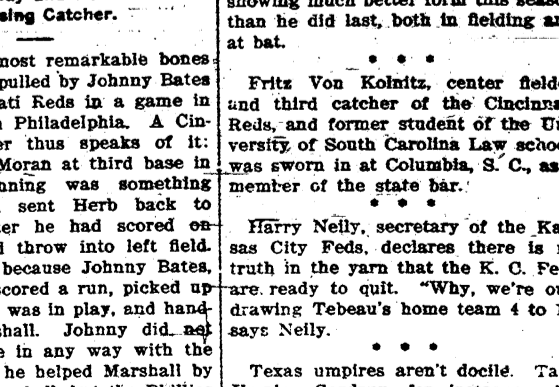 sing Catcher.
most remarkable bones
pulled by Johnny Bates
ati Reds in a game in
Philadelphia. A Cin-
er thus speaks of it:
Moran at third base in
nning was something
sent Herb back to
er he had scored on
d throw into left field.
because Johnny Bates,
scored a run, picked up
was in play, and hand-
shall. Johnny did not
e in any way with the
he helped Marshall by
showing much better form this seaso
than he did last, both in fielding an
at bat.
* * *
Fritz Von Kolnitz, center field
and third catcher of the Cincinna
Reds, and former student of the Un
versity of South Carolina Law schoo
was sworn in at Columbia, S. C., as
member of the state bar.
* * *
Harry Neily, secretary of the Ka
sas City Feds, declares there is n
truth in the yarn that the K. C. Fe
are ready to quit. "Why, we're ou
drawing Tebeau's home team 4 to 1
says Neily.
* * *
Texas umpires aren't docile. Ta